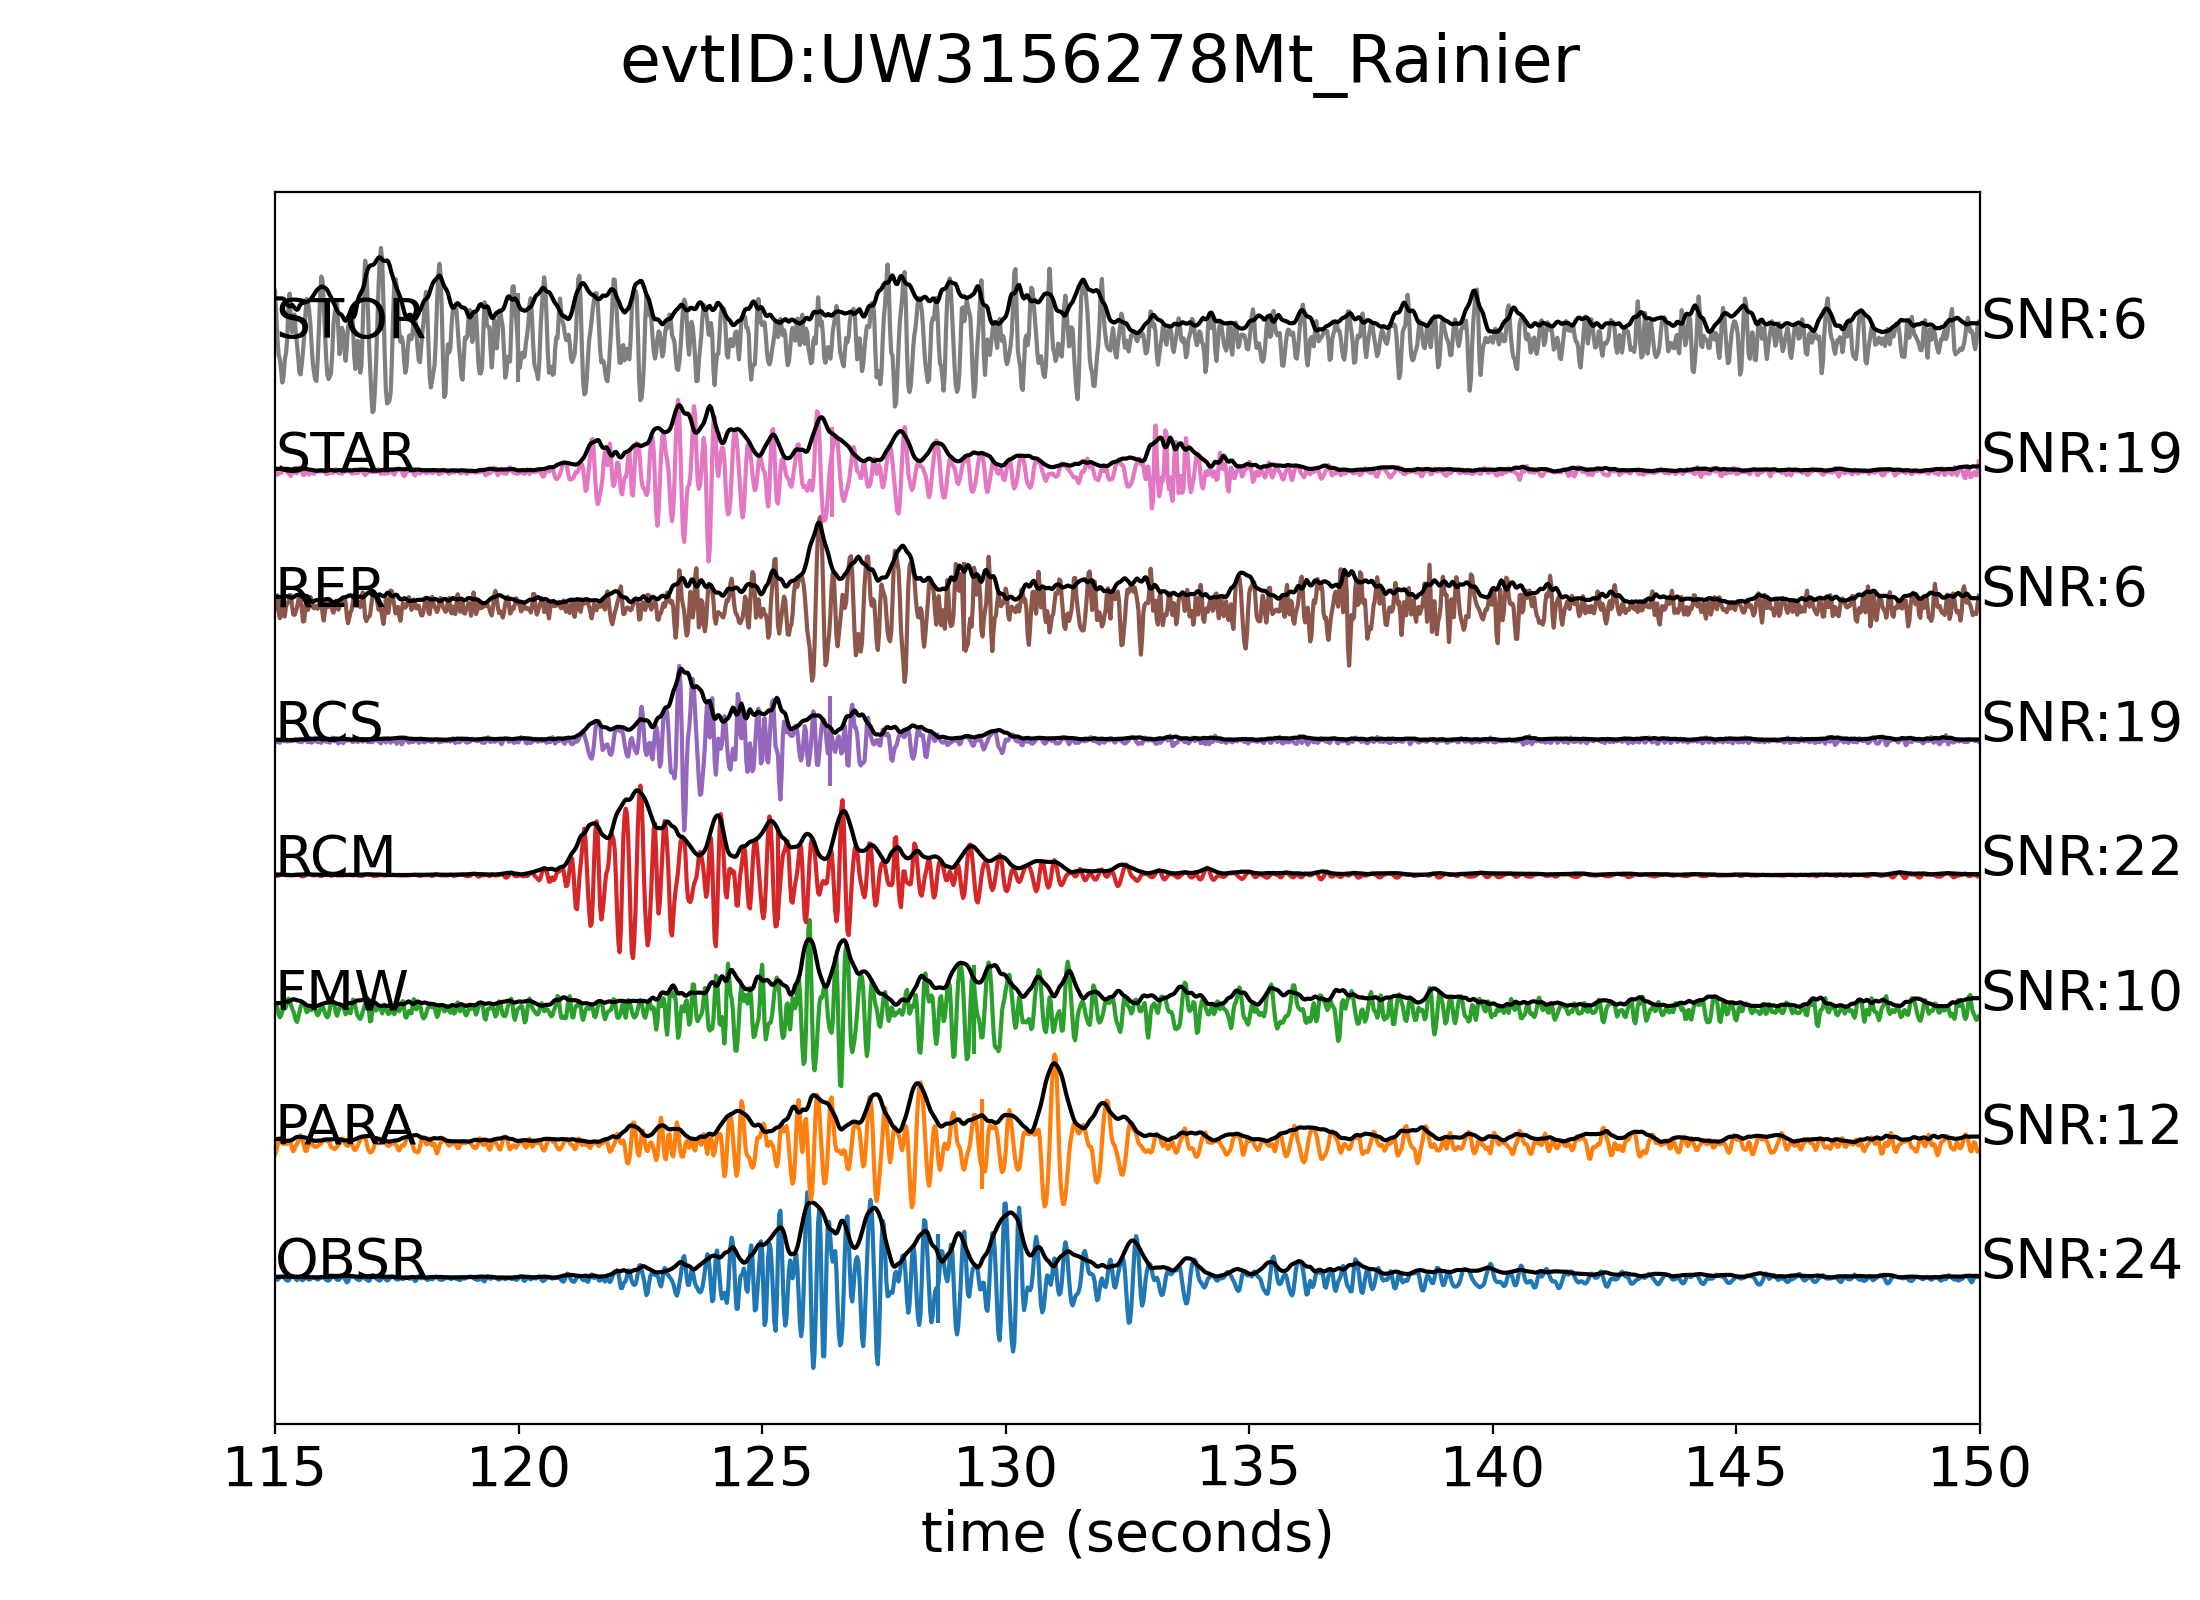 evtID:UW3156278Mt_Rainier
STOR SNR:6
STAR SNR:19
RER SNR:6
RCS SNR:19
RCM SNR:22
FMW SNR:10
PARA SNR:12
OBSR SNR:24
115 120 125 130 135 140 145 150
time (seconds)